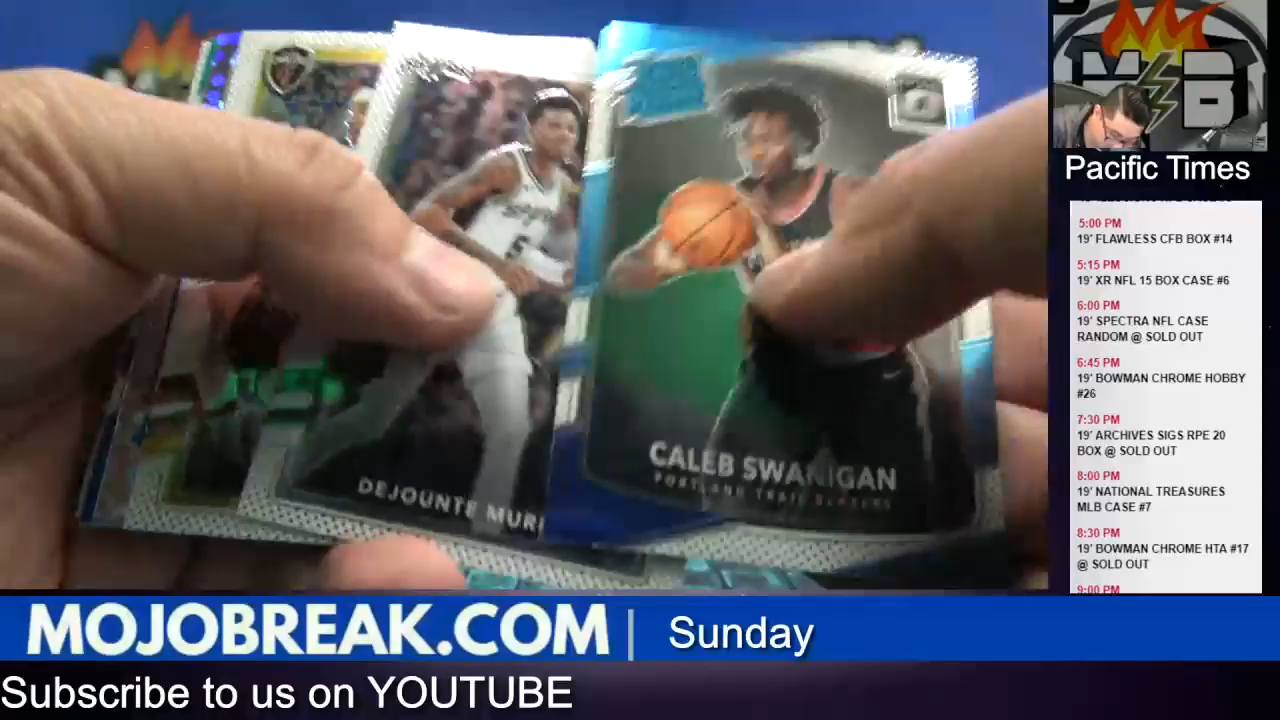 CALEB SWANIGAN
PORTLAND TRAIL BLAZERS
DEJOUNTE MURR
5
MB
Pacific Times
5:00 PM
19' FLAWLESS CFB BOX #14
5:15 PM
19' XR NFL 15 BOX CASE #6
6:00 PM
19' SPECTRA NFL CASE
RANDOM @ SOLD OUT
6:45 PM
19' BOWMAN CHROME HOBBY
#26
7:30 PM
19' ARCHIVES SIGS RPE 20
BOX @ SOLD OUT
8:00 PM
19' NATIONAL TREASURES
MLB CASE #7
8:30 PM
19' BOWMAN CHROME HTA #17
@ SOLD OUT
9:00 PM
MOJOBREAK.COM | Sunday
Subscribe to us on YOUTUBE